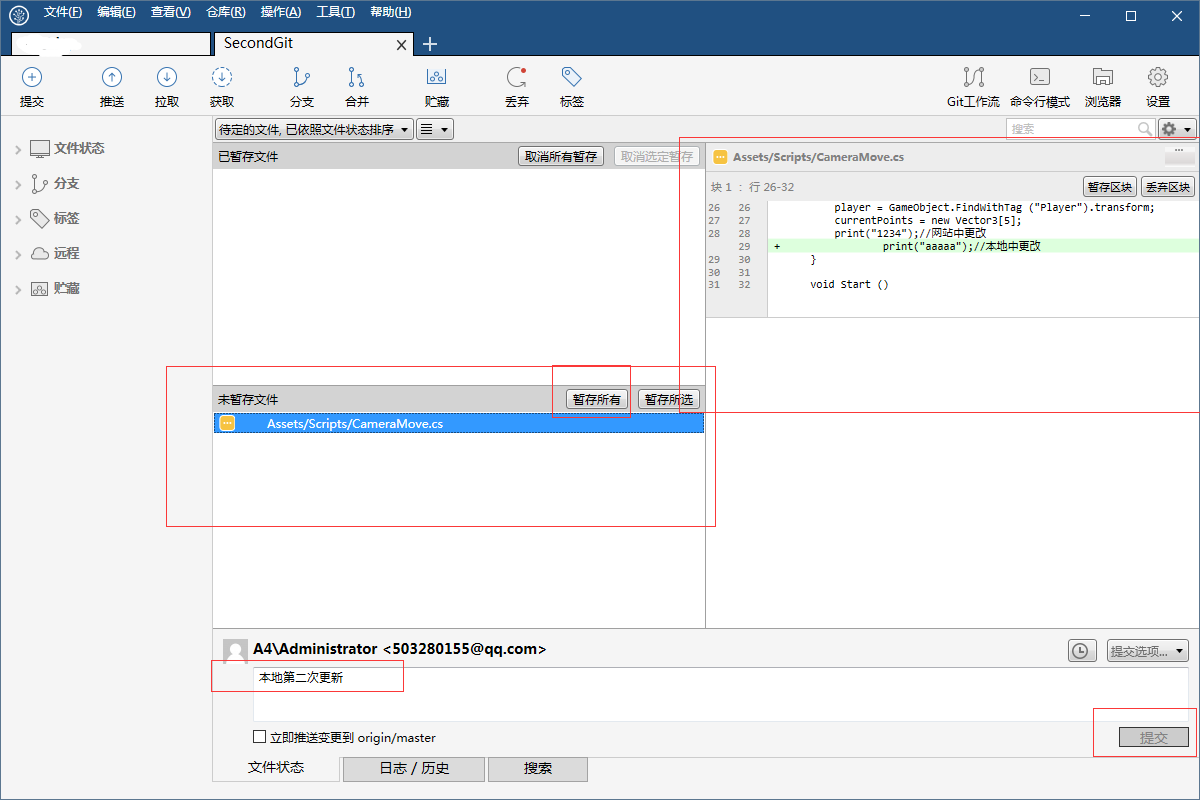 文件(F) 编辑(E) 查看(V) 仓库(R) 操作(A) 工具(T) 帮助(H)
SecondGit
提交 推送 拉取 获取 分支 合并 贮藏 丢弃 标签 Git工作流 命令行模式 浏览器 设置
文件状态
分支
标签
远程
贮藏
待定的文件, 已依照文件状态排序
搜索
已暂存文件 取消所有暂存 取消选定暂存
未暂存文件 暂存所有 暂存所选
Assets/Scripts/CameraMove.cs
Assets/Scripts/CameraMove.cs
块 1 : 行 26-32 暂存区块 丢弃区块
26 26 player = GameObject.FindWithTag ("Player").transform;
27 27 currentPoints = new Vector3[5];
28 28 print("1234");//网站中更改
29 + print("aaaaa");//本地中更改
29 30 }
30 31
31 32 void Start ()
A4\Administrator <503280155@qq.com>
提交选项...
本地第二次更新
立即推送变更到 origin/master
提交
文件状态 日志 / 历史 搜索